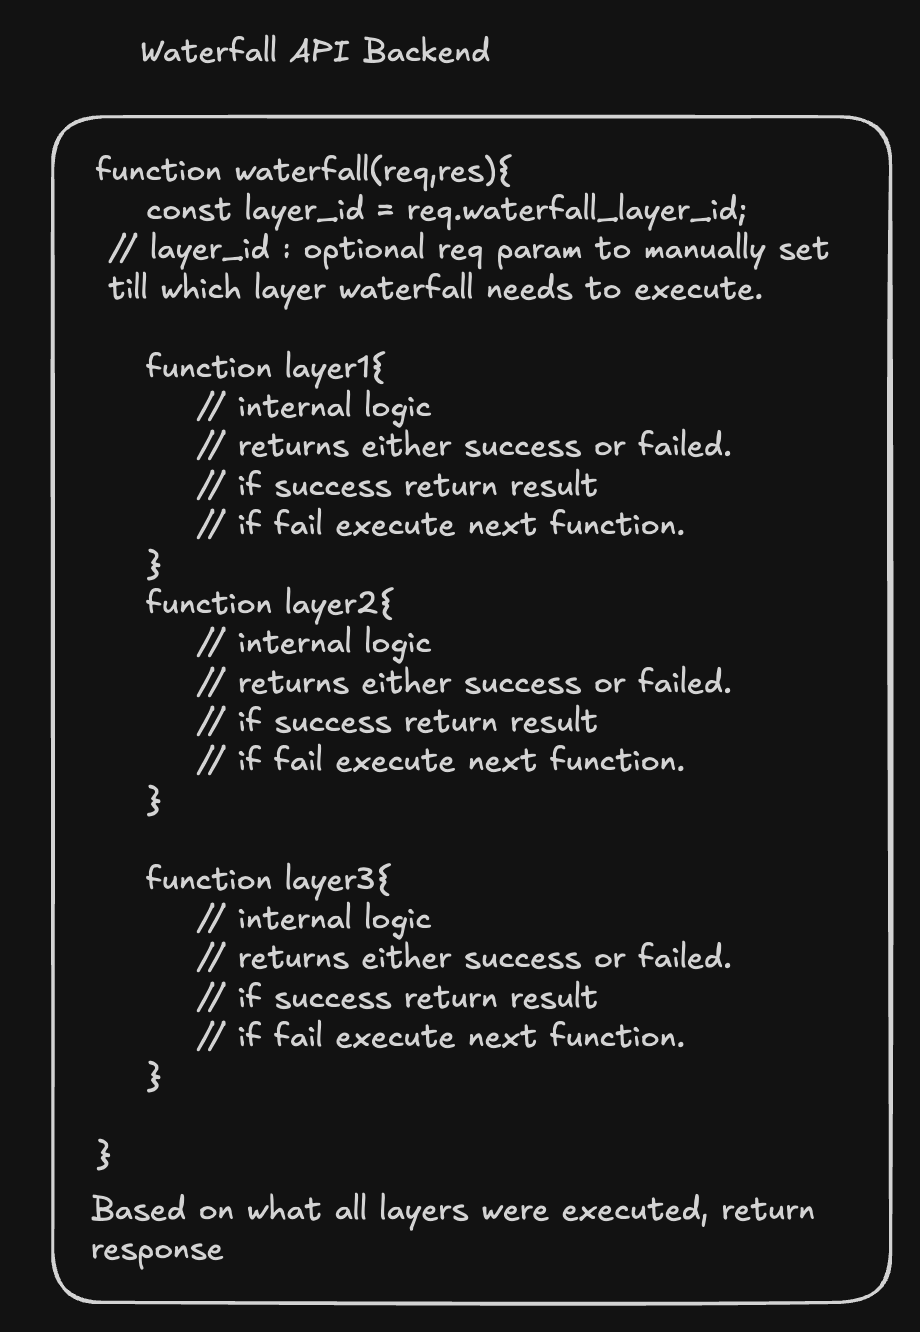 Waterfall API Backend
function waterfall(req,res){
const layer_id = req.waterfall_layer_id;
// layer_id : optional req param to manually set
till which layer waterfall needs to execute.
function layer1{
// internal logic
// returns either success or failed.
// if success return result
// if fail execute next function.
}
function layer2{
// internal logic
// returns either success or failed.
// if success return result
// if fail execute next function.
}
function layer3{
// internal logic
// returns either success or failed.
// if success return result
// if fail execute next function.
}
}
Based on what all layers were executed, return
response